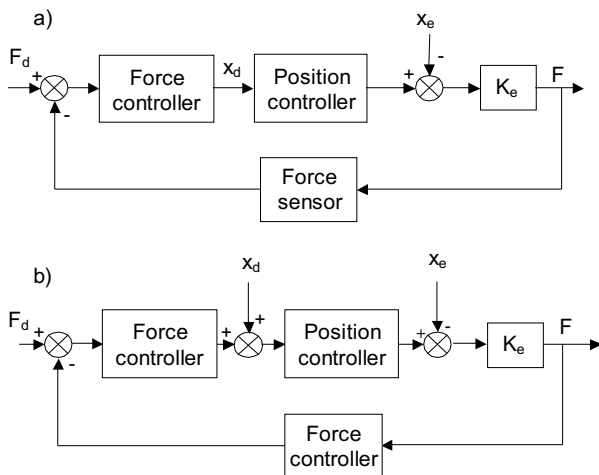 a)
x_e
F_d
+
-
Force
controller
x_d
Position
controller
+
-
K_e
F
Force
sensor
b)
x_d
x_e
F_d
+
-
Force
controller
+
+
Position
controller
+
-
K_e
F
Force
controller